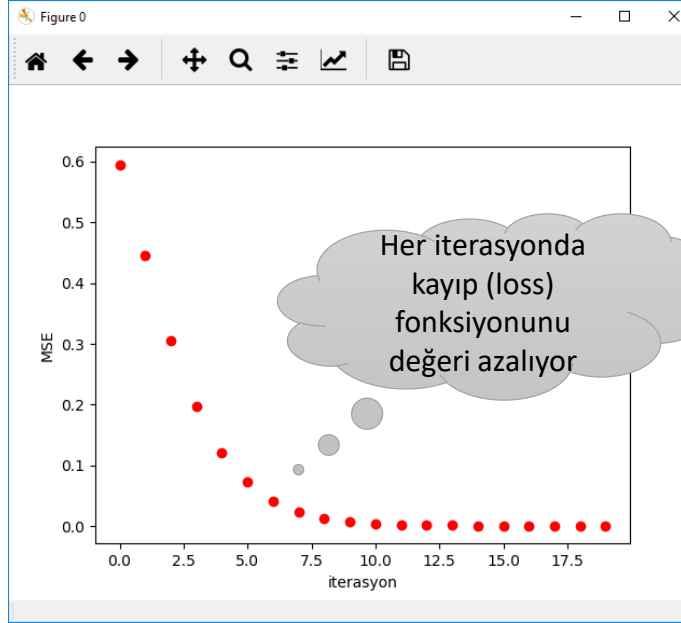 Figure 0
0.6
0.5
0.4
0.3
0.2
0.1
0.0
MSE
Her iterasyonda
kayıp (loss)
fonksiyonunu
değeri azalıyor
0.0 2.5 5.0 7.5 10.0 12.5 15.0 17.5
iterasyon